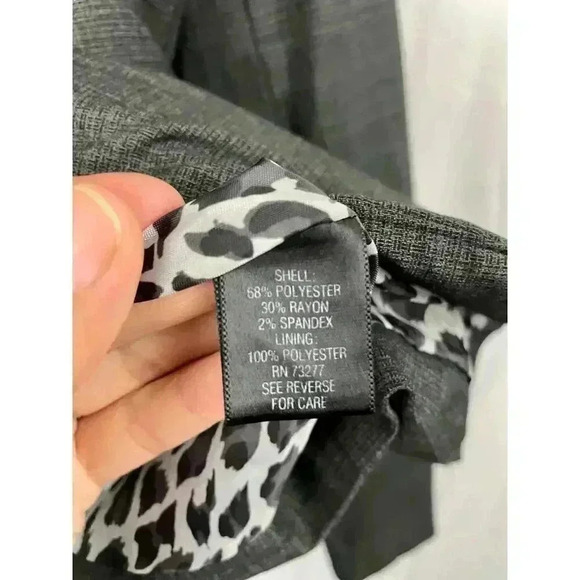 SHELL:
68% POLYESTER
30% RAYON
2% SPANDEX
LINING:
100% POLYESTER
RN 73277
SEE REVERSE
FOR CARE